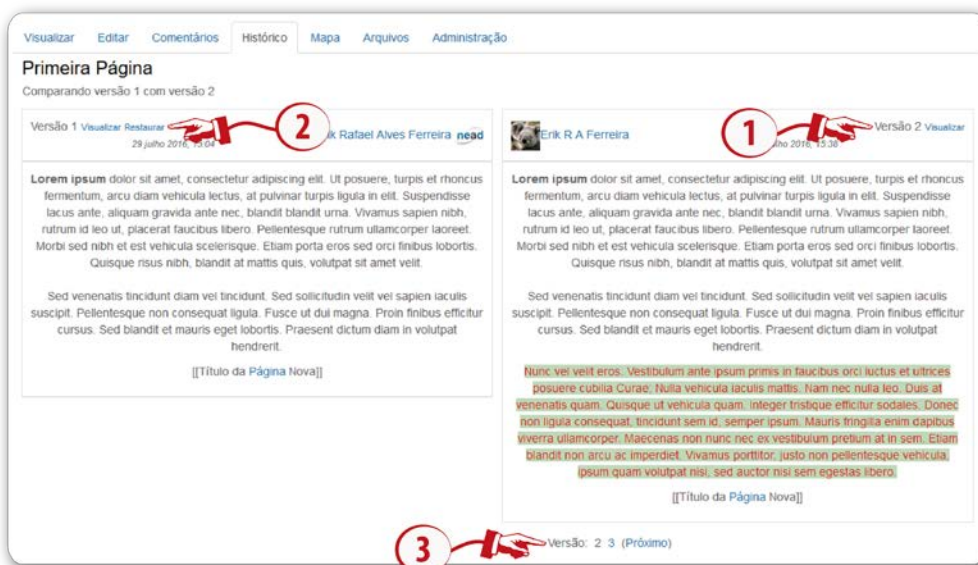 Visualizar Editar Comentários Histórico Mapa Arquivos Administração
Primeira Página
Comparando versão 1 com versão 2
Versão 1 Visualizar Restaurar
29 julho 2016, 15:04
2
Rafael Alves Ferreira nead
Lorem ipsum dolor sit amet, consectetur adipiscing elit. Ut posuere, turpis et rhoncus
fermentum, arcu diam vehicula lectus, at pulvinar turpis ligula in elit. Suspendisse
lacus ante, aliquam gravida ante nec, blandit blandit urna. Vivamus sapien nibh,
rutrum id leo ut, placerat faucibus libero. Pellentesque rutrum ullamcorper laoreet.
Morbi sed nibh et est vehicula scelerisque. Etiam porta eros sed orci finibus lobortis.
Quisque risus nibh, blandit at mattis quis, volutpat sit amet velit.
Sed venenatis tincidunt diam vel tincidunt. Sed sollicitudin velit vel sapien iaculis
suscipit. Pellentesque non consequat ligula. Fusce ut dui magna. Proin finibus efficitur
cursus. Sed blandit et mauris eget lobortis. Praesent dictum diam in volutpat
hendrerit.
[[Título da Página Nova]]
Erik R A Ferreira
1
Versão 2 Visualizar
2016, 15:38
Lorem ipsum dolor sit amet, consectetur adipiscing elit. Ut posuere, turpis et rhoncus
fermentum, arcu diam vehicula lectus, at pulvinar turpis ligula in elit. Suspendisse
lacus ante, aliquam gravida ante nec, blandit blandit urna. Vivamus sapien nibh,
rutrum id leo ut, placerat faucibus libero. Pellentesque rutrum ullamcorper laoreet.
Morbi sed nibh et est vehicula scelerisque. Etiam porta eros sed orci finibus lobortis.
Quisque risus nibh, blandit at mattis quis, volutpat sit amet velit.
Sed venenatis tincidunt diam vel tincidunt. Sed sollicitudin velit vel sapien iaculis
suscipit. Pellentesque non consequat ligula. Fusce ut dui magna. Proin finibus efficitur
cursus. Sed blandit et mauris eget lobortis. Praesent dictum diam in volutpat
hendrerit.
Nunc vel velit eros. Vestibulum ante ipsum primis in faucibus orci luctus et ultrices
posuere cubilia Curae; Nulla vehicula iaculis mattis. Nam nec nulla leo. Duis at
venenatis quam. Quisque ut vehicula quam. Integer tristique efficitur sodales. Donec
non ligula consequat, tincidunt sem id, semper ipsum. Mauris fringilla enim dapibus
viverra ullamcorper. Maecenas non nunc nec ex vestibulum pretium at in sem. Etiam
blandit non arcu ac imperdiet. Vivamus porttitor, justo non pellentesque vehicula,
ipsum quam volutpat nisi, sed auctor nisi sem egestas libero.
[[Título da Página Nova]]
3
Versão: 2 3 (Próximo)